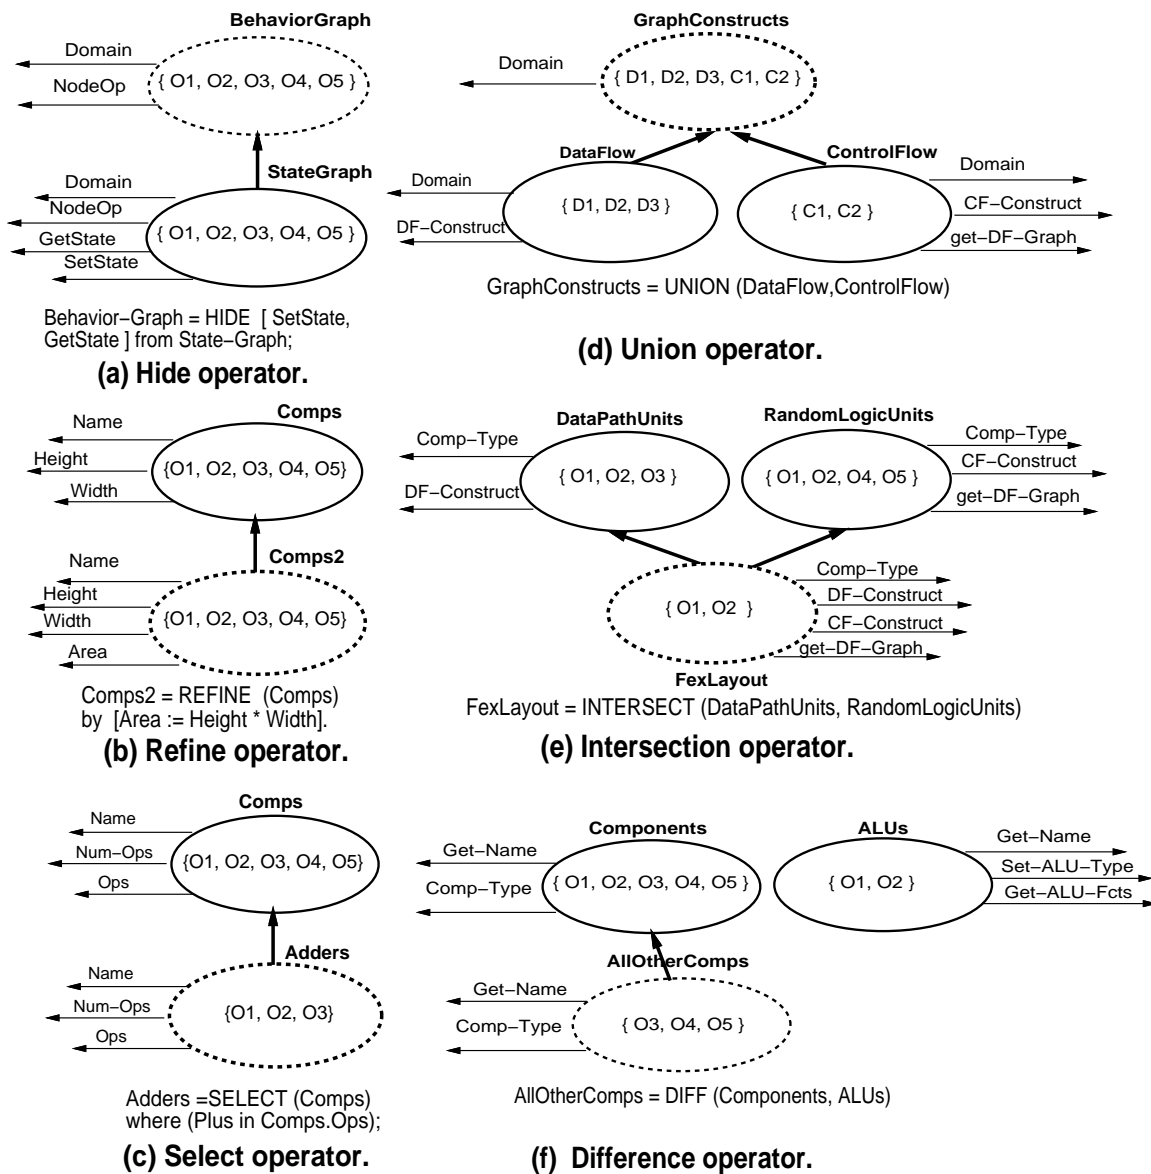 BehaviorGraph
Domain
NodeOp
{ O1, O2, O3, O4, O5 }
StateGraph
Domain
NodeOp
GetState
SetState
{ O1, O2, O3, O4, O5 }
Behavior−Graph = HIDE [ SetState,
GetState ] from State−Graph;
(a) Hide operator.
GraphConstructs
Domain
{ D1, D2, D3, C1, C2 }
DataFlow
ControlFlow
Domain
DF−Construct
{ D1, D2, D3 }
{ C1, C2 }
Domain
CF−Construct
get−DF−Graph
GraphConstructs = UNION (DataFlow,ControlFlow)
(d) Union operator.
Comps
Name
Height
Width
{O1, O2, O3, O4, O5}
Comps2
Name
Height
Width
Area
{O1, O2, O3, O4, O5}
Comps2 = REFINE (Comps)
by [Area := Height * Width].
(b) Refine operator.
DataPathUnits
RandomLogicUnits
Comp−Type
DF−Construct
{ O1, O2, O3 }
{ O1, O2, O4, O5 }
Comp−Type
CF−Construct
get−DF−Graph
{ O1, O2 }
Comp−Type
DF−Construct
CF−Construct
get−DF−Graph
FexLayout
FexLayout = INTERSECT (DataPathUnits, RandomLogicUnits)
(e) Intersection operator.
Comps
Name
Num−Ops
Ops
{O1, O2, O3, O4, O5}
Adders
Name
Num−Ops
Ops
{O1, O2, O3}
Adders =SELECT (Comps)
where (Plus in Comps.Ops);
(c) Select operator.
Components
ALUs
Get−Name
Comp−Type
{ O1, O2, O3, O4, O5 }
{ O1, O2 }
Get−Name
Set−ALU−Type
Get−ALU−Fcts
AllOtherComps
Get−Name
Comp−Type
{ O3, O4, O5 }
AllOtherComps = DIFF (Components, ALUs)
(f) Difference operator.